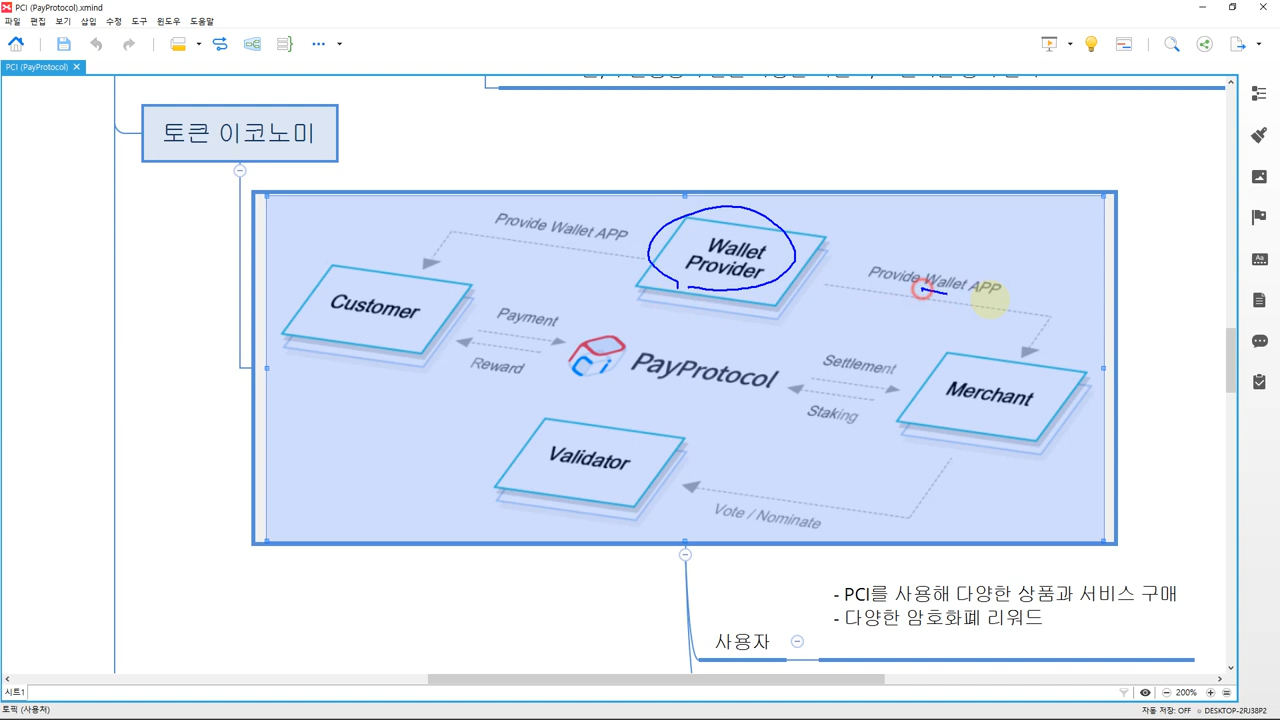 PCI (PayProtocol).xmind
파일 편집 보기 삽입 수정 도구 윈도우 도움말
PCI (PayProtocol)
토큰 이코노미
Provide Wallet APP
Wallet
Provider
Provide Wallet APP
Customer
Payment
Reward
PayProtocol
Settlement
Staking
Merchant
Validator
Vote / Nominate
- PCI를 사용해 다양한 상품과 서비스 구매
- 다양한 암호화폐 리워드
사용자
시트1
200%
토픽 (사용처)
자동 저장: OFF
DESKTOP-2RJ38P2